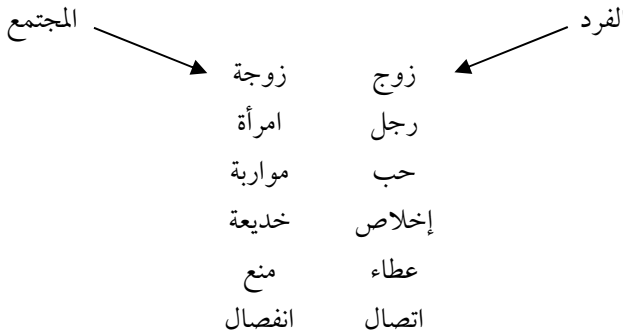 لفرد المجتمع
زوج زوجة
رجل امرأة
حب مواربة
إخلاص خديعة
عطاء منع
اتصال انفصال